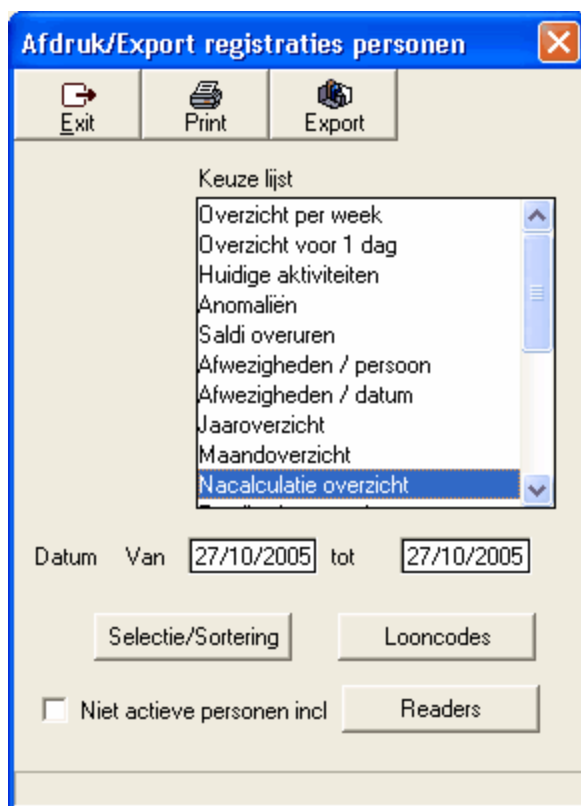 Afdruk/Export registraties personen
Exit Print Export
Keuze lijst
Overzicht per week
Overzicht voor 1 dag
Huidige aktiviteiten
Anomaliën
Saldi overuren
Afwezigheden / persoon
Afwezigheden / datum
Jaaroverzicht
Maandoverzicht
Nacalculatie overzicht
Datum Van 27/10/2005 tot 27/10/2005
Selectie/Sortering Looncodes
Niet actieve personen incl Readers